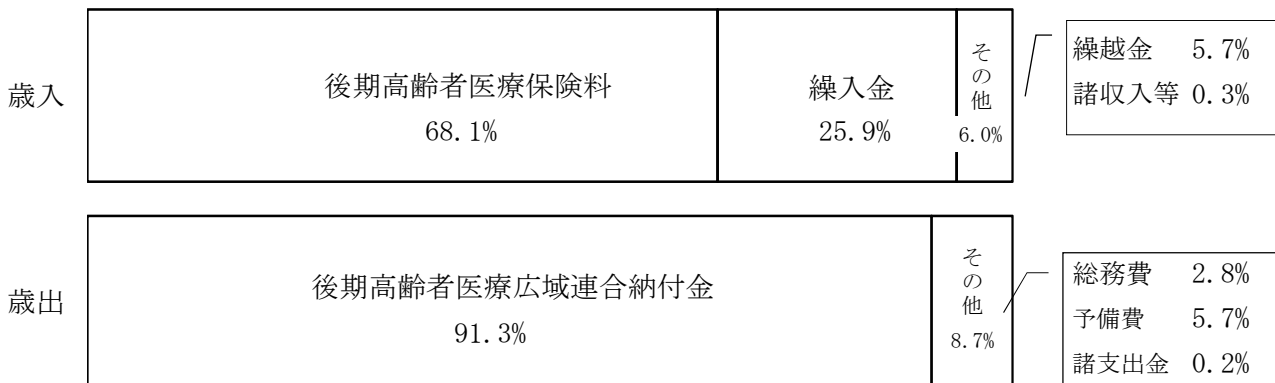 歳入
後期高齢者医療保険料
68.1%
繰入金
25.9%
その他
6.0%
繰越金 5.7%
諸収入等 0.3%
歳出
後期高齢者医療広域連合納付金
91.3%
その他
8.7%
総務費 2.8%
予備費 5.7%
諸支出金 0.2%